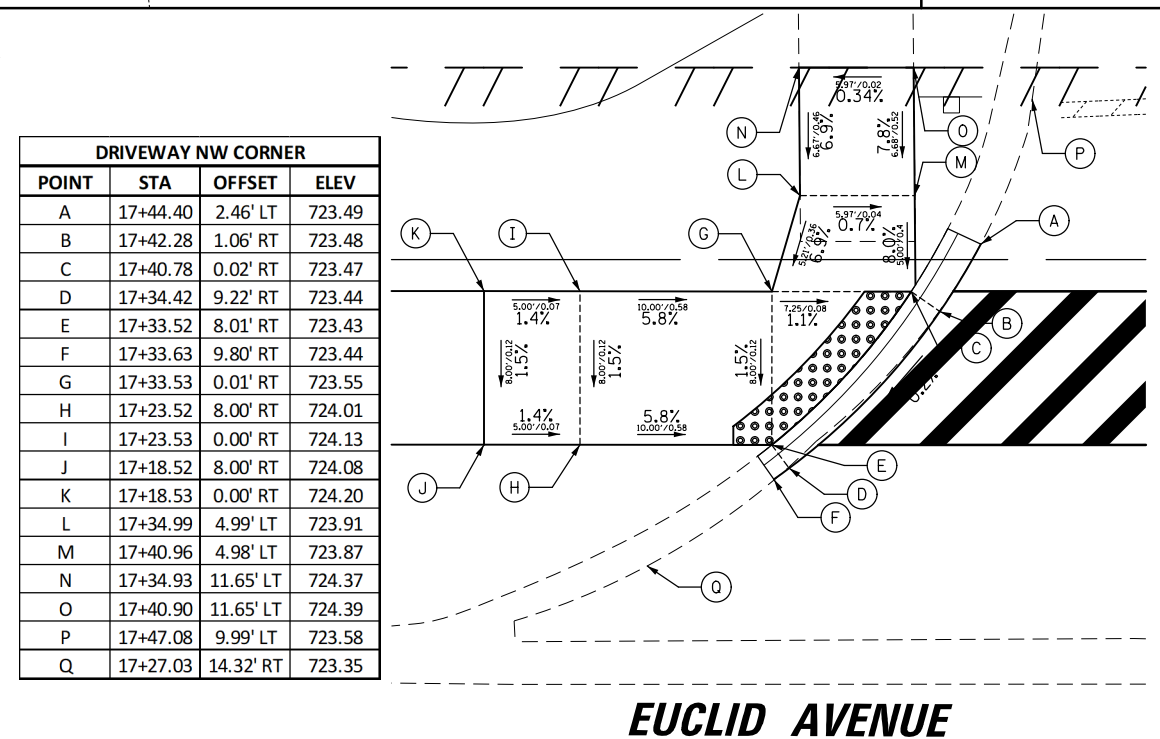 DRIVEWAY NW CORNER
POINT STA OFFSET ELEV
A 17+44.40 2.46' LT 723.49
B 17+42.28 1.06' RT 723.48
C 17+40.78 0.02' RT 723.47
D 17+34.42 9.22' RT 723.44
E 17+33.52 8.01' RT 723.43
F 17+33.63 9.80' RT 723.44
G 17+33.53 0.01' RT 723.55
H 17+23.52 8.00' RT 724.01
I 17+23.53 0.00' RT 724.13
J 17+18.52 8.00' RT 724.08
K 17+18.53 0.00' RT 724.20
L 17+34.99 4.99' LT 723.91
M 17+40.96 4.98' LT 723.87
N 17+34.93 11.65' LT 724.37
O 17+40.90 11.65' LT 724.39
P 17+47.08 9.99' LT 723.58
Q 17+27.03 14.32' RT 723.35
5.97'/0.02
0.34%
6.67'/0.46
6.9%
7.8%
6.68'/0.52
N
O
P
L
M
5.97'/0.04
0.7%
5.21'/0.36
6.9%
8.0%
5.00'/0.4
K
I
G
A
5.00'/0.07
1.4%
10.00'/0.58
5.8%
7.25/0.08
1.1%
B
C
8.00'/0.12
1.5%
8.00'/0.12
1.5%
1.5%
8.00'/0.12
1.4%
5.00'/0.07
5.8%
10.00'/0.58
J
H
E
D
F
Q
EUCLID AVENUE